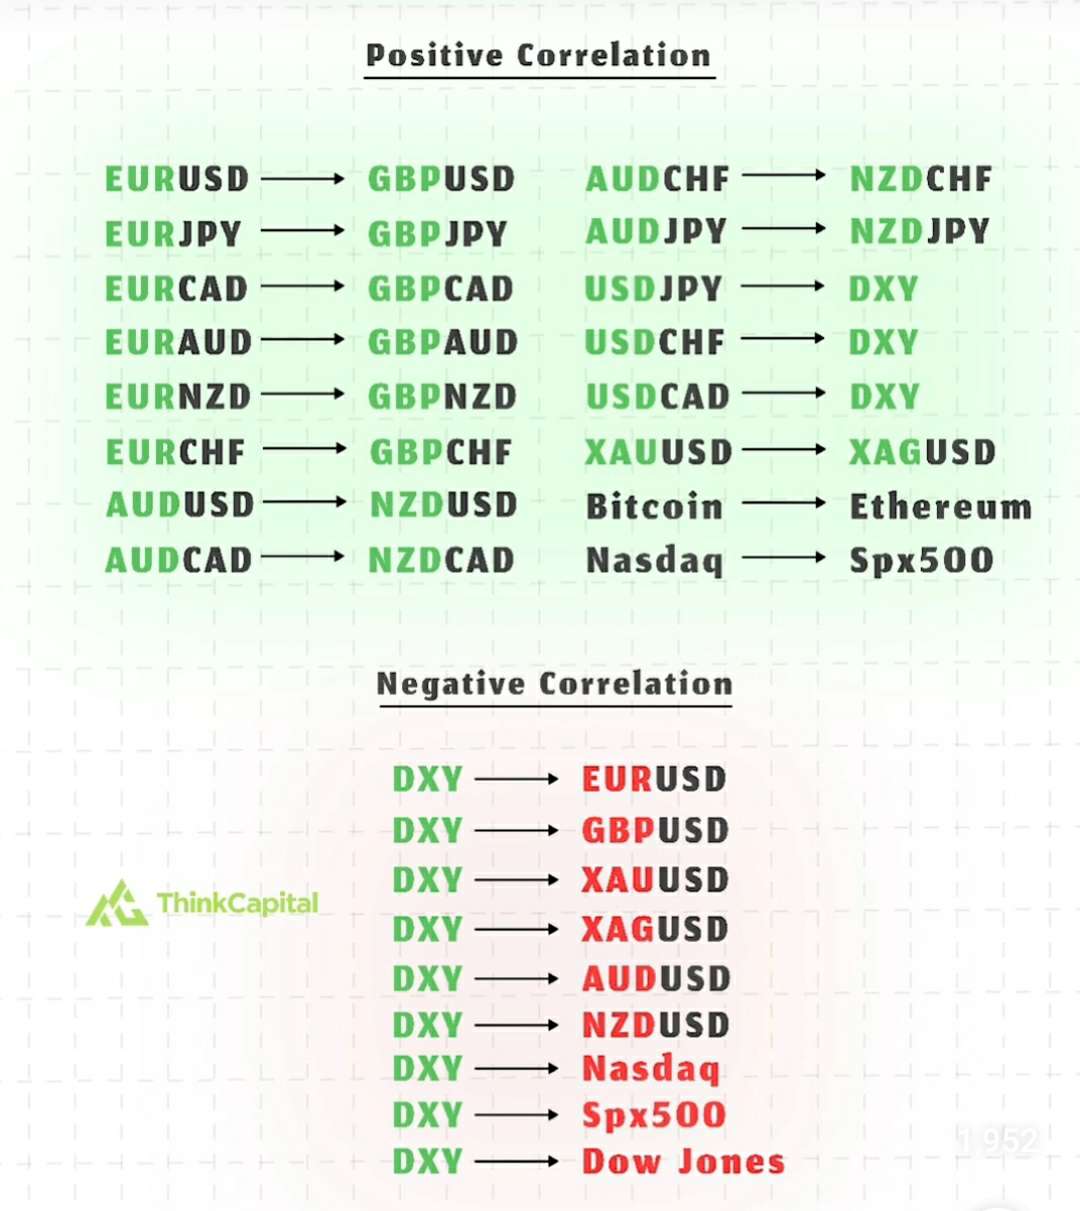 Positive Correlation
EURUSD → GBPUSD
EURJPY → GBPJPY
EURCAD → GBPCAD
EURAUD → GBPAUD
EURNZD → GBPNZD
EURCHF → GBPCHF
AUDUSD → NZDUSD
AUDCAD → NZDCAD
AUDCHF → NZDCHF
AUDJPY → NZDJPY
USDJPY → DXY
USDCHF → DXY
USDCAD → DXY
XAUUSD → XAGUSD
Bitcoin → Ethereum
Nasdaq → Spx500
Negative Correlation
DXY → EURUSD
DXY → GBPUSD
DXY → XAUUSD
DXY → XAGUSD
DXY → AUDUSD
DXY → NZDUSD
DXY → Nasdaq
DXY → Spx500
DXY → Dow Jones
ThinkCapital
1 952